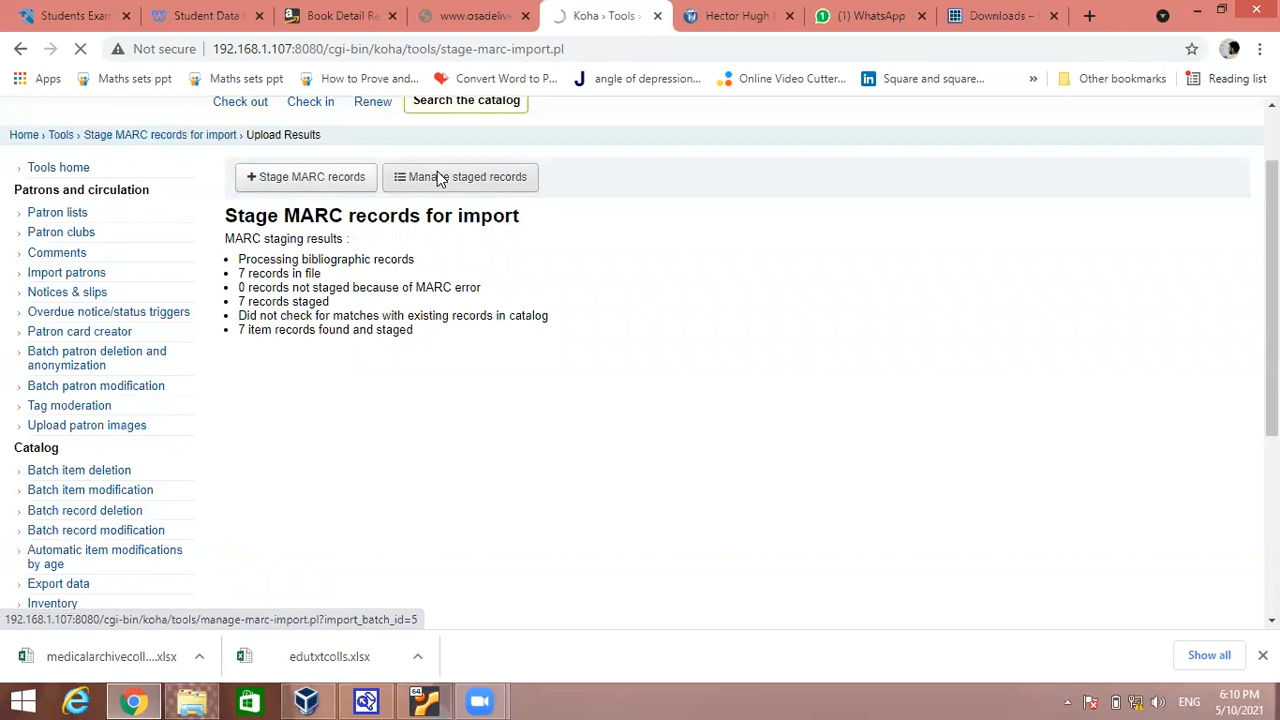 Students Exam
Student Data F
Book Detail Re
www.osadelive
Koha › Tools ›
Hector Hugh M
(1) WhatsApp
Downloads –
Not secure
192.168.1.107:8080/cgi-bin/koha/tools/stage-marc-import.pl
Apps
Maths sets ppt
Maths sets ppt
How to Prove and...
Convert Word to P...
angle of depression...
Online Video Cutter...
Square and square...
»
Other bookmarks
Reading list
Check out
Check in
Renew
Search the catalog
Home › Tools › Stage MARC records for import › Upload Results
Tools home
Patrons and circulation
Patron lists
Patron clubs
Comments
Import patrons
Notices & slips
Overdue notice/status triggers
Patron card creator
Batch patron deletion and
anonymization
Batch patron modification
Tag moderation
Upload patron images
Catalog
Batch item deletion
Batch item modification
Batch record deletion
Batch record modification
Automatic item modifications
by age
Export data
Inventory
+ Stage MARC records
Manage staged records
Stage MARC records for import
MARC staging results :
Processing bibliographic records
7 records in file
0 records not staged because of MARC error
7 records staged
Did not check for matches with existing records in catalog
7 item records found and staged
192.168.1.107:8080/cgi-bin/koha/tools/manage-marc-import.pl?import_batch_id=5
medicalarchivecoll....xlsx
edutxtcolls.xlsx
Show all
64
ENG
6:10 PM
5/10/2021